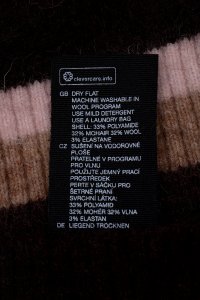 clevercare.info
GB DRY FLAT
MACHINE WASHABLE IN
WOOL PROGRAM
USE MILD DETERGENT
USE A LAUNDRY BAG
SHELL: 33% POLYAMIDE
32% MOHAIR 32% WOOL
3% ELASTANE
CZ SUŠENÍ NA VODOROVNÉ
PLOŠE
PRATELNÉ V PROGRAMU
PRO VLNU
POUŽIJTE JEMNÝ PRACÍ
PROSTŘEDEK
PERTE V SÁČKU PRO
ŠETRNÉ PRANÍ
SVRCHNÍ LÁTKA:
33% POLYAMID
32% MOHÉR 32% VLNA
3% ELASTAN
DE LIEGEND TROCKNEN